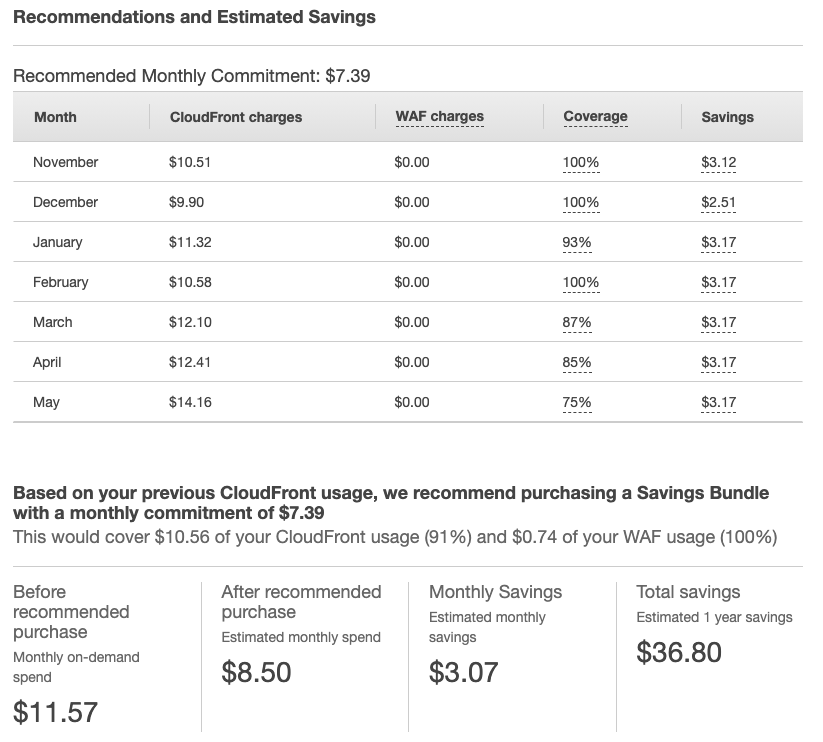 Recommendations and Estimated Savings
Recommended Monthly Commitment: $7.39
Month CloudFront charges WAF charges Coverage Savings
November $10.51 $0.00 100% $3.12
December $9.90 $0.00 100% $2.51
January $11.32 $0.00 93% $3.17
February $10.58 $0.00 100% $3.17
March $12.10 $0.00 87% $3.17
April $12.41 $0.00 85% $3.17
May $14.16 $0.00 75% $3.17
Based on your previous CloudFront usage, we recommend purchasing a Savings Bundle
with a monthly commitment of $7.39
This would cover $10.56 of your CloudFront usage (91%) and $0.74 of your WAF usage (100%)
Before
recommended
purchase
Monthly on-demand
spend
$11.57
After recommended
purchase
Estimated monthly spend
$8.50
Monthly Savings
Estimated monthly
savings
$3.07
Total savings
Estimated 1 year savings
$36.80